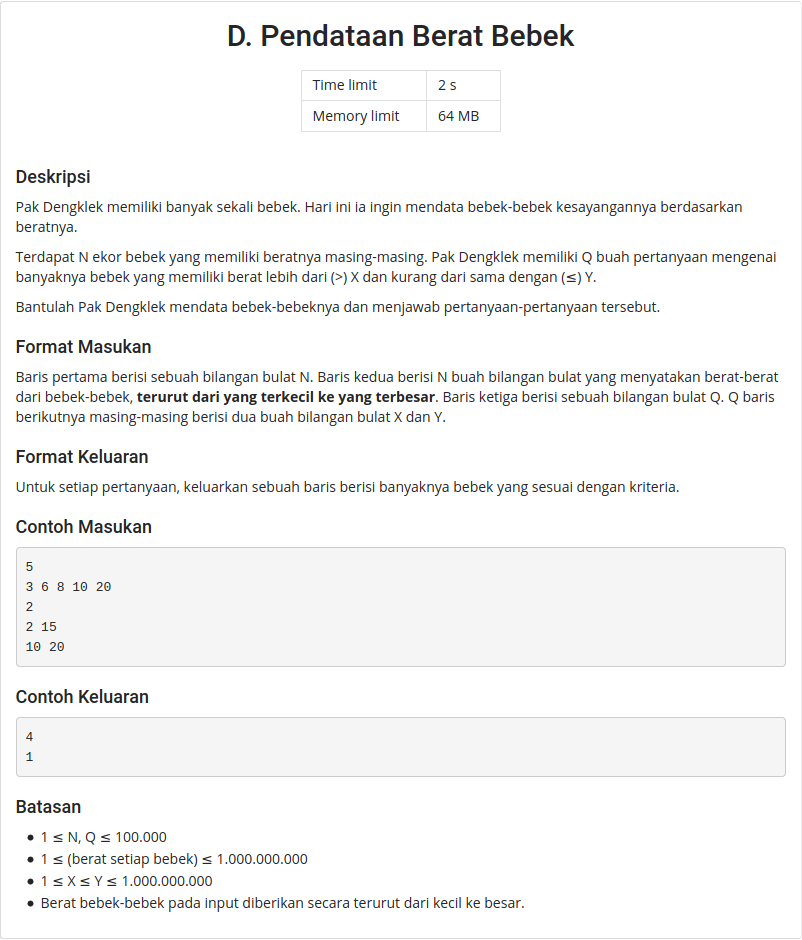 D. Pendataan Berat Bebek
Time limit 2 s
Memory limit 64 MB
Deskripsi
Pak Dengklek memiliki banyak sekali bebek. Hari ini ia ingin mendata bebek-bebek kesayangannya berdasarkan
beratnya.
Terdapat N ekor bebek yang memiliki beratnya masing-masing. Pak Dengklek memiliki Q buah pertanyaan mengenai
banyaknya bebek yang memiliki berat lebih dari (>) X dan kurang dari sama dengan (≤) Y.
Bantulah Pak Dengklek mendata bebek-bebeknya dan menjawab pertanyaan-pertanyaan tersebut.
Format Masukan
Baris pertama berisi sebuah bilangan bulat N. Baris kedua berisi N buah bilangan bulat yang menyatakan berat-berat
dari bebek-bebek, terurut dari yang terkecil ke yang terbesar. Baris ketiga berisi sebuah bilangan bulat Q. Q baris
berikutnya masing-masing berisi dua buah bilangan bulat X dan Y.
Format Keluaran
Untuk setiap pertanyaan, keluarkan sebuah baris berisi banyaknya bebek yang sesuai dengan kriteria.
Contoh Masukan
5
3 6 8 10 20
2
2 15
10 20
Contoh Keluaran
4
1
Batasan
• 1 ≤ N, Q ≤ 100.000
• 1 ≤ (berat setiap bebek) ≤ 1.000.000.000
• 1 ≤ X ≤ Y ≤ 1.000.000.000
• Berat bebek-bebek pada input diberikan secara terurut dari kecil ke besar.